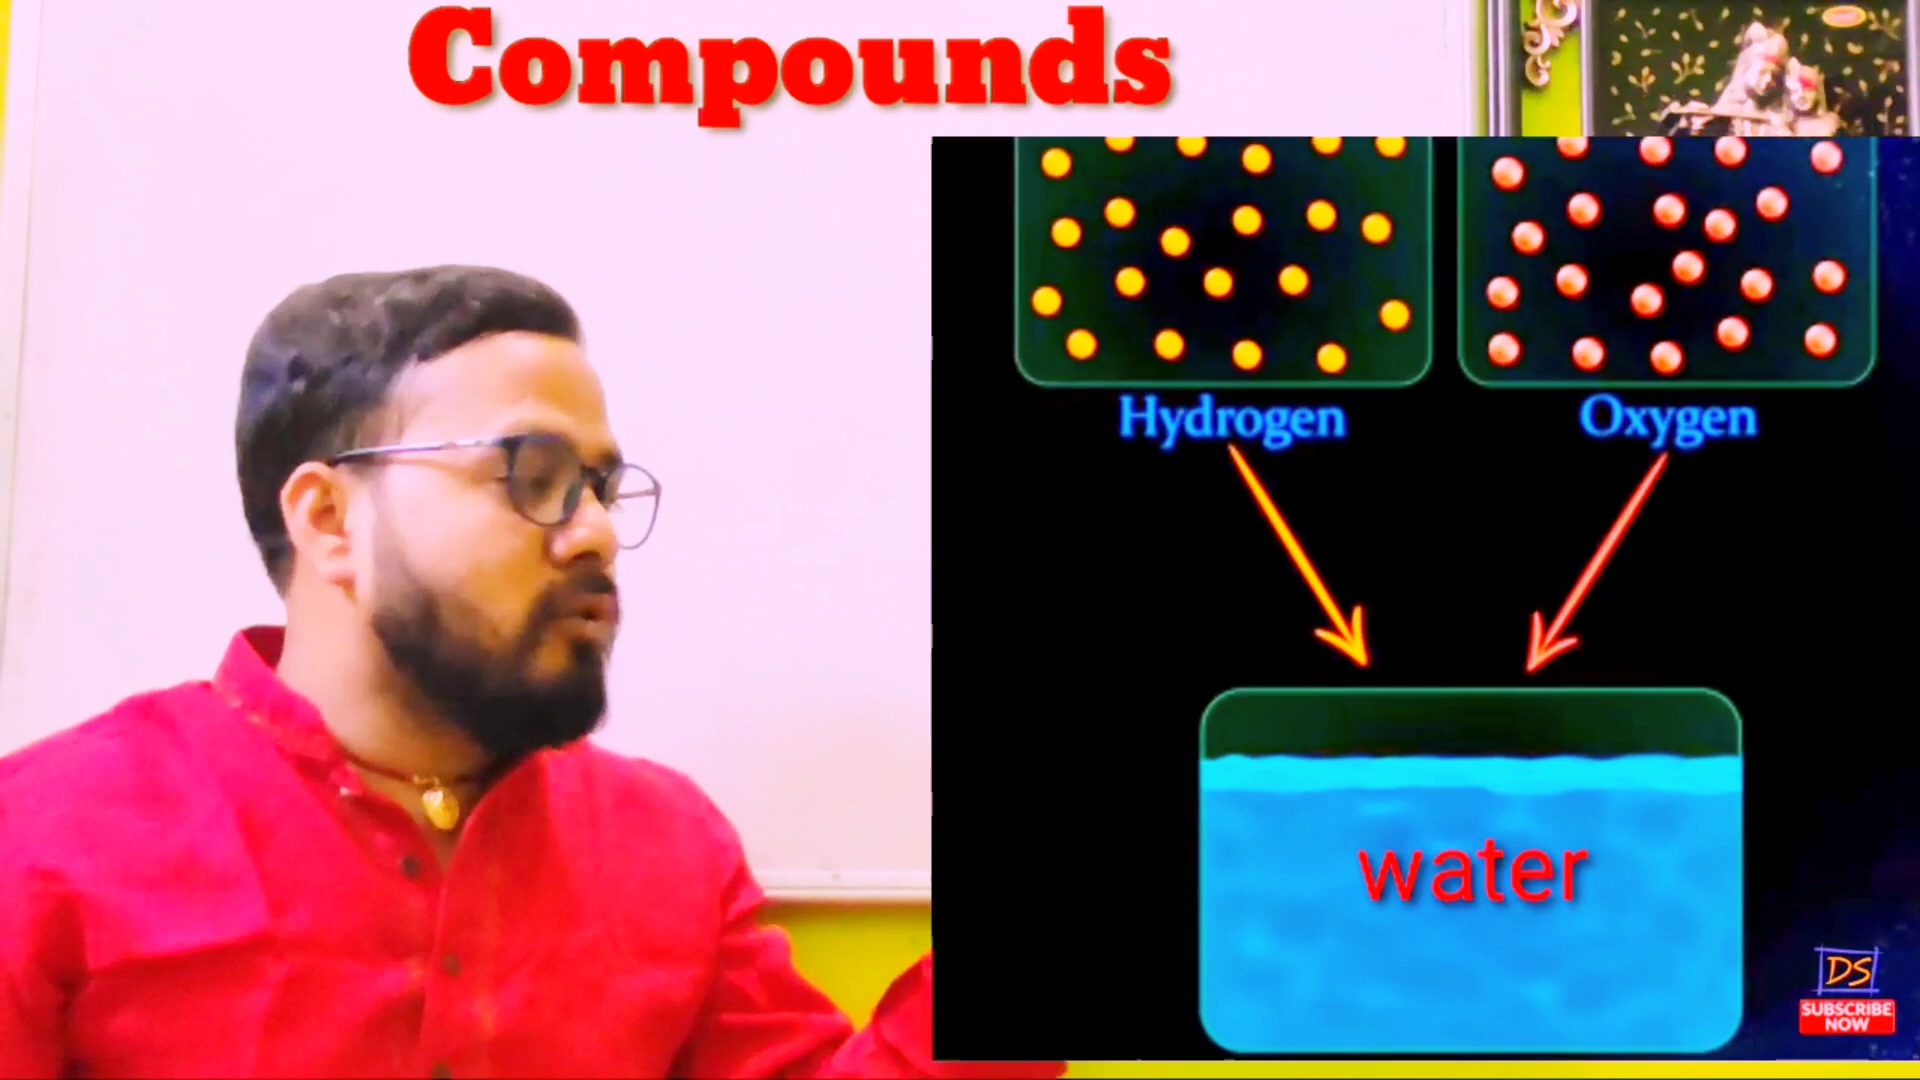 Compounds
Hydrogen
Oxygen
water
DS
SUBSCRIBE
NOW